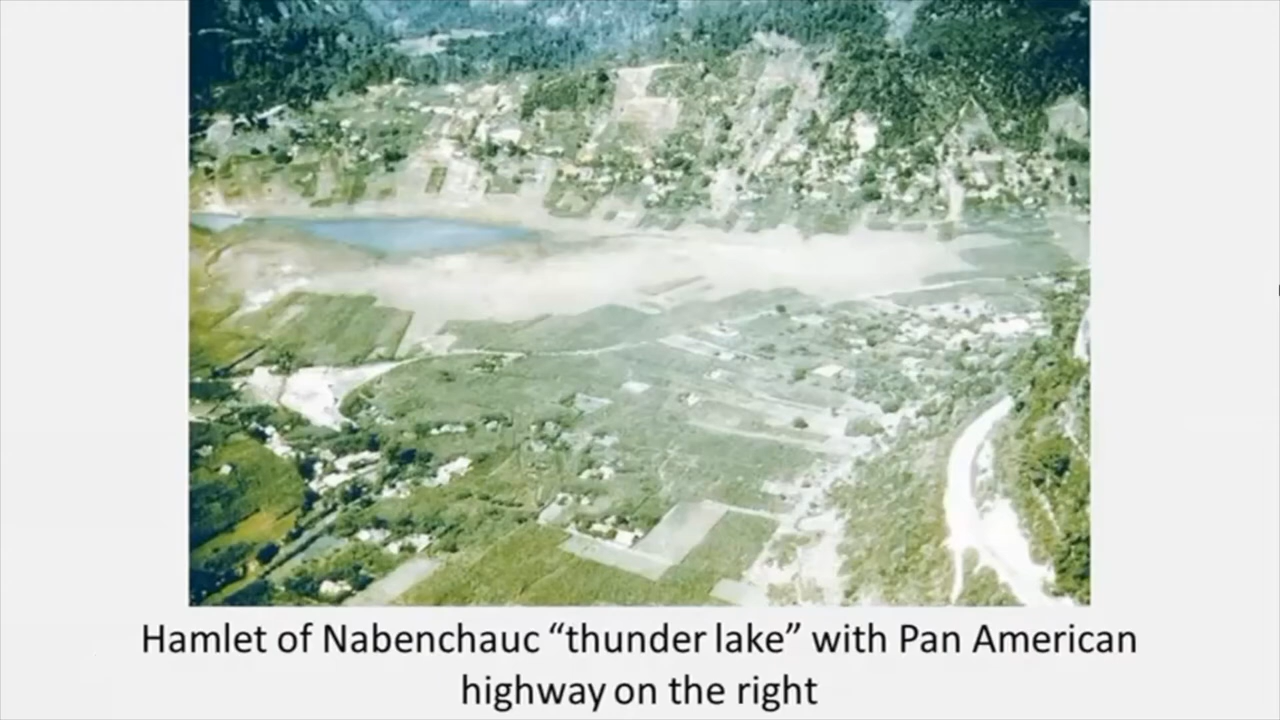 Hamlet of Nabenchauc “thunder lake” with Pan American
highway on the right